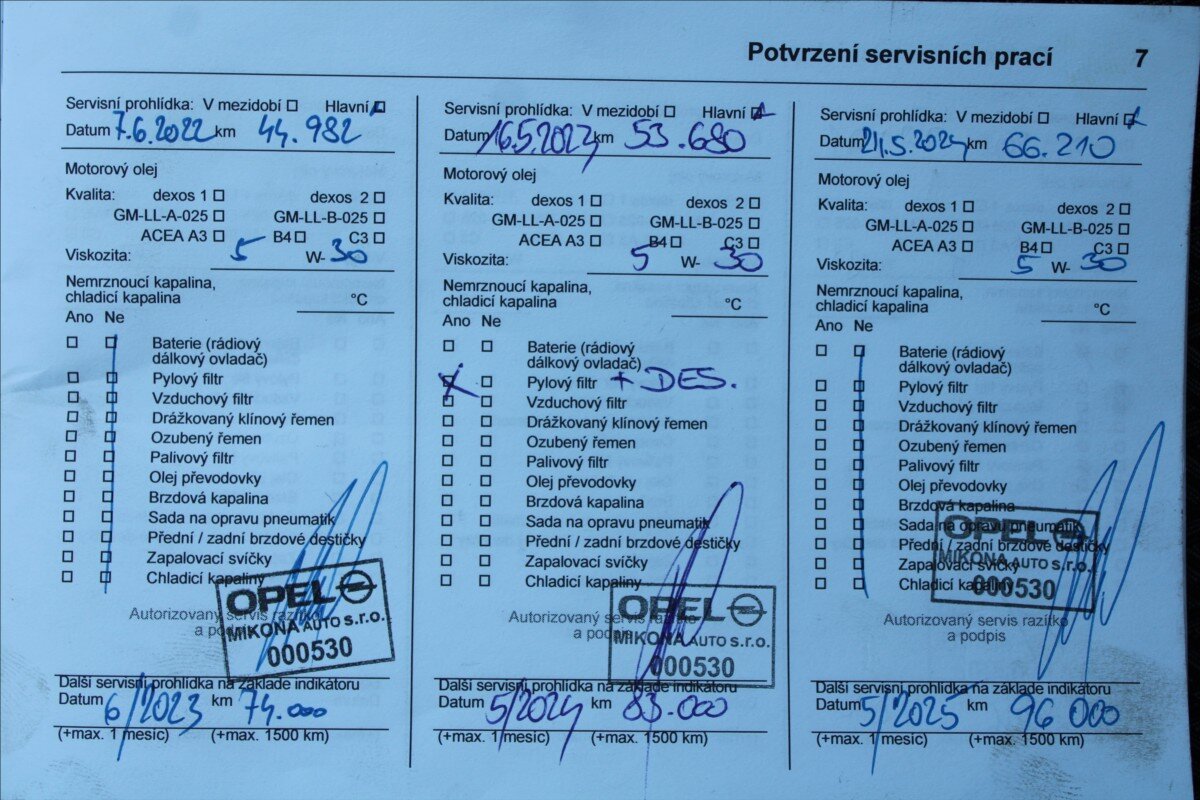 Potvrzení servisních prací 7
Servisní prohlídka: V mezidobí Hlavní
Datum 7.6.2022 km 44.982
Motorový olej
Kvalita: dexos 1 dexos 2
GM-LL-A-025 GM-LL-B-025
ACEA A3 B4 C3
Viskozita: 5 W- 30
Nemrznoucí kapalina,
chladicí kapalina °C
Ano Ne
Baterie (rádiový
dálkový ovladač)
Pylový filtr
Vzduchový filtr
Drážkovaný klínový řemen
Ozubený řemen
Palivový filtr
Olej převodovky
Brzdová kapalina
Sada na opravu pneumatik
Přední / zadní brzdové destičky
Zapalovací svíčky
Chladicí kapaliny
Autorizovaný servis razítko
a podpis
OPEL
MIKONA AUTO s.r.o.
000530
Další servisní prohlídka na základě indikátoru
Datum 6/2023 km 74.000
(+max. 1 měsíc) (+max. 1500 km)
Servisní prohlídka: V mezidobí Hlavní
Datum 16.5.2023 km 53.680
Motorový olej
Kvalita: dexos 1 dexos 2
GM-LL-A-025 GM-LL-B-025
ACEA A3 B4 C3
Viskozita: 5 W- 30
Nemrznoucí kapalina,
chladicí kapalina °C
Ano Ne
Baterie (rádiový
dálkový ovladač)
Pylový filtr + DES.
Vzduchový filtr
Drážkovaný klínový řemen
Ozubený řemen
Palivový filtr
Olej převodovky
Brzdová kapalina
Sada na opravu pneumatik
Přední / zadní brzdové destičky
Zapalovací svíčky
Chladicí kapaliny
Autorizovaný servis razítko
a podpis
OPEL
MIKONA AUTO s.r.o.
000530
Další servisní prohlídka na základě indikátoru
Datum 5/2024 km 83.000
(+max. 1 měsíc) (+max. 1500 km)
Servisní prohlídka: V mezidobí Hlavní
Datum km 66.210
Motorový olej
Kvalita: dexos 1 dexos 2
GM-LL-A-025 GM-LL-B-025
ACEA A3 B4 C3
Viskozita: 5 W- 30
Nemrznoucí kapalina,
chladicí kapalina °C
Ano Ne
Baterie (rádiový
dálkový ovladač)
Pylový filtr
Vzduchový filtr
Drážkovaný klínový řemen
Ozubený řemen
Palivový filtr
Olej převodovky
Brzdová kapalina
Sada na opravu pneumatik
Přední / zadní brzdové destičky
Zapalovací svíčky
Chladicí kapaliny
OPEL
MIKONA AUTO s.r.o.
000530
Autorizovaný servis razítko
a podpis
Další servisní prohlídka na základě indikátoru
Datum 5/2025 km 96 000
(+max. 1 měsíc) (+max. 1500 km)